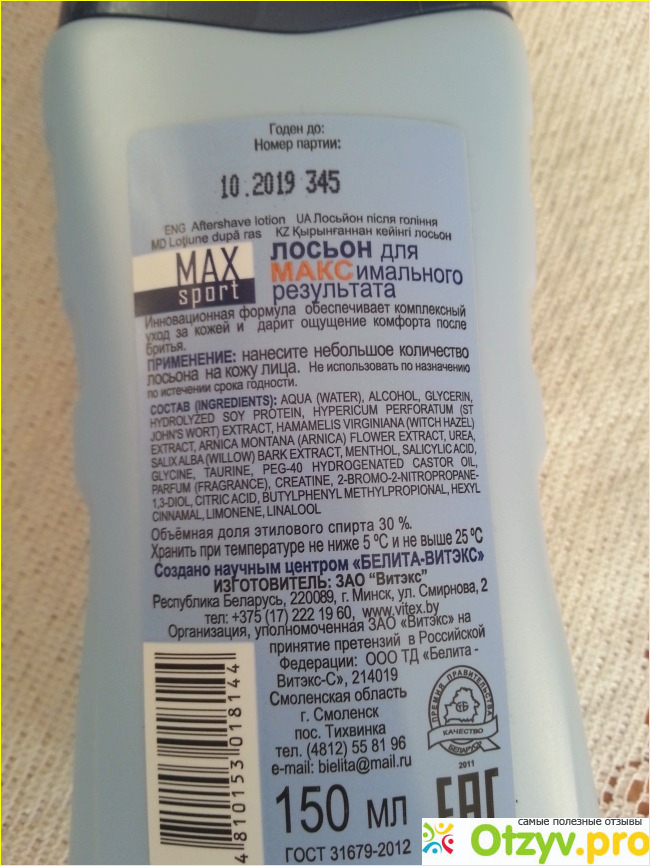 Годен до:
Номер партии:
10.2019 345
ENG Aftershave lotion UA Лосьйон після гоління
MD Loţiune după ras KZ Қырынғаннан кейінгі лосьон
MAX
sport
ЛОСЬОН для
МАКСимального
результата
Инновационная формула обеспечивает комплексный
уход за кожей и дарит ощущение комфорта после
бритья.
ПРИМЕНЕНИЕ: нанесите небольшое количество
лосьона на кожу лица. Не использовать по назначению
по истечении срока годности.
СОСТАВ (INGREDIENTS): AQUA (WATER), ALCOHOL, GLYCERIN,
HYDROLYZED SOY PROTEIN, HYPERICUM PERFORATUM (ST
JOHN'S WORT) EXTRACT, HAMAMELIS VIRGINIANA (WITCH HAZEL)
EXTRACT, ARNICA MONTANA (ARNICA) FLOWER EXTRACT, UREA,
SALIX ALBA (WILLOW) BARK EXTRACT, MENTHOL, SALICYLIC ACID,
GLYCINE, TAURINE, PEG-40 HYDROGENATED CASTOR OIL,
PARFUM (FRAGRANCE), CREATINE, 2-BROMO-2-NITROPROPANE-
1,3-DIOL, CITRIC ACID, BUTYLPHENYL METHYLPROPIONAL, HEXYL
CINNAMAL, LIMONENE, LINALOOL
Объёмная доля этилового спирта 30 %.
Хранить при температуре не ниже 5 °С и не выше 25 °С
Создано научным центром «БЕЛИТА-ВИТЭКС»
ИЗГОТОВИТЕЛЬ: ЗАО "Витэкс"
Республика Беларусь, 220089, г. Минск, ул. Смирнова, 2
тел: +375 (17) 222 19 60, www.vitex.by
Организация, уполномоченная ЗАО «Витэкс» на
принятие претензий в Российской
Федерации: ООО ТД «Белита -
Витэкс-С», 214019
Смоленская область
г. Смоленск
пос. Тихвинка
тел. (4812) 55 81 96
e-mail: bielita@mail.ru
150 мл
ГОСТ 31679-2012
4810153018144
ПРЕМИЯ ПРАВИТЕЛЬСТВА
КАЧЕСТВО
БЕЛАРУСЬ
2011
EAC
самые полезные отзывы
Otzyv.pro